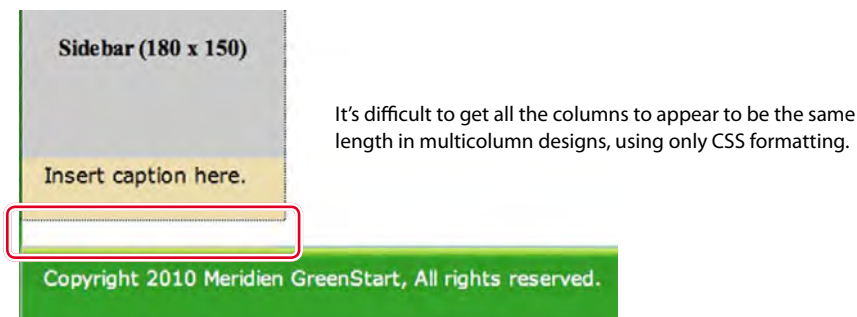 Sidebar (180 x 150)
It’s difficult to get all the columns to appear to be the same
length in multicolumn designs, using only CSS formatting.
Insert caption here.
Copyright 2010 Meridien GreenStart, All rights reserved.